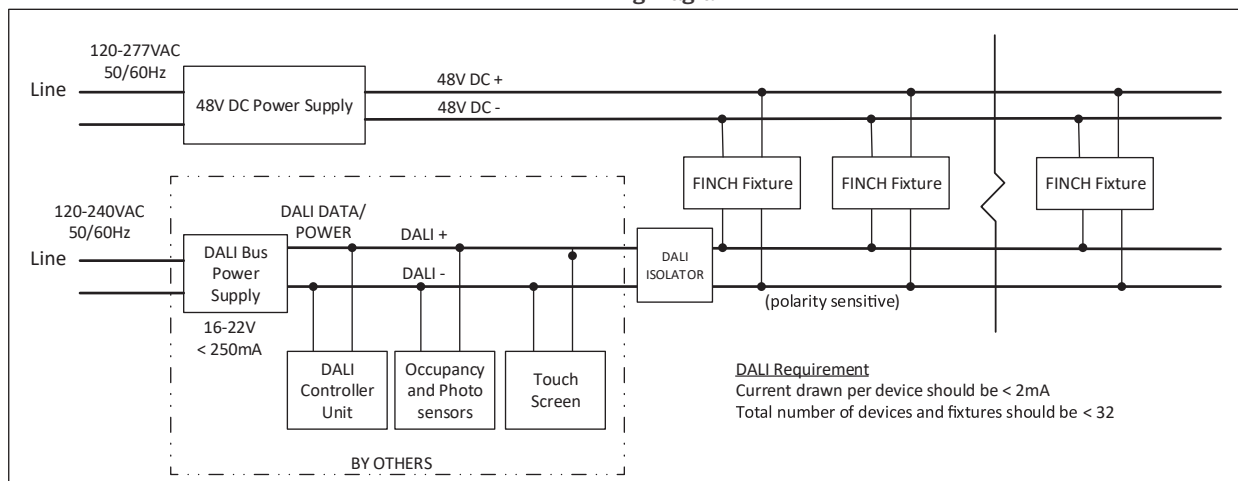 120-277VAC
50/60Hz
Line
48V DC Power Supply
48V DC +
48V DC -
FINCH Fixture
FINCH Fixture
FINCH Fixture
120-240VAC
50/60Hz
Line
DALI Bus
Power
Supply
16-22V
< 250mA
DALI DATA/
POWER
DALI +
DALI -
DALI
ISOLATOR
(polarity sensitive)
DALI
Controller
Unit
Occupancy
and Photo
sensors
Touch
Screen
BY OTHERS
DALI Requirement
Current drawn per device should be < 2mA
Total number of devices and fixtures should be < 32